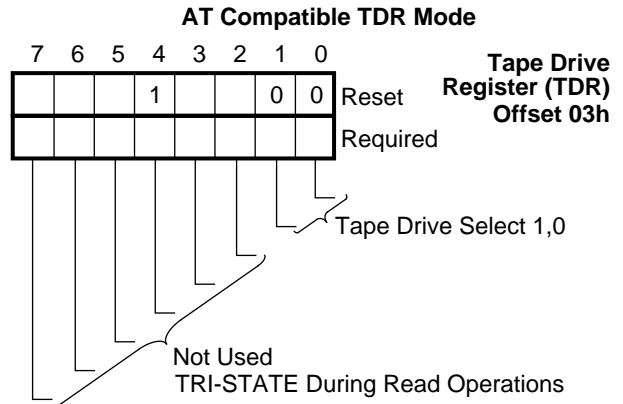 AT Compatible TDR Mode
7 6 5 4 3 2 1 0
Tape Drive
Register (TDR)
Offset 03h
1 0 0 Reset
Required
Tape Drive Select 1,0
Not Used
TRI-STATE During Read Operations